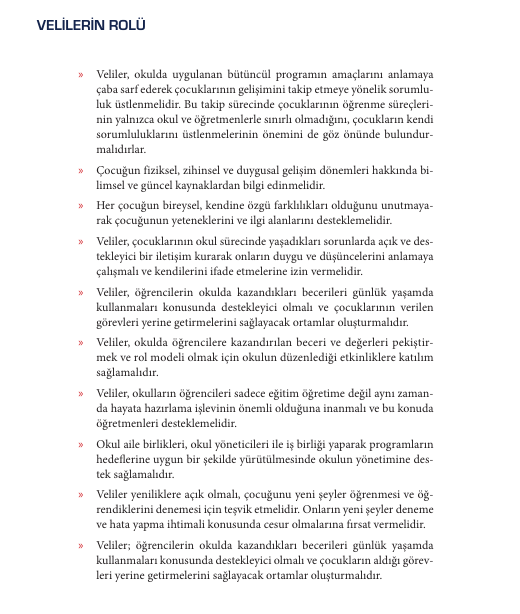 VELİLERİN ROLÜ
» Veliler, okulda uygulanan bütüncül programın amaçlarını anlamaya
çaba sarf ederek çocuklarının gelişimini takip etmeye yönelik sorumlu-
luk üstlenmelidir. Bu takip sürecinde çocuklarının öğrenme süreçleri-
nin yalnızca okul ve öğretmenlerle sınırlı olmadığını, çocukların kendi
sorumluluklarını üstlenmelerinin önemini de göz önünde bulundur-
malıdırlar.
» Çocuğun fiziksel, zihinsel ve duygusal gelişim dönemleri hakkında bi-
limsel ve güncel kaynaklardan bilgi edinmelidir.
» Her çocuğun bireysel, kendine özgü farklılıkları olduğunu unutmaya-
rak çocuğunun yeteneklerini ve ilgi alanlarını desteklemelidir.
» Veliler, çocuklarının okul sürecinde yaşadıkları sorunlarda açık ve des-
tekleyici bir iletişim kurarak onların duygu ve düşüncelerini anlamaya
çalışmalı ve kendilerini ifade etmelerine izin vermelidir.
» Veliler, öğrencilerin okulda kazandıkları becerileri günlük yaşamda
kullanmaları konusunda destekleyici olmalı ve çocuklarının verilen
görevleri yerine getirmelerini sağlayacak ortamlar oluşturmalıdır.
» Veliler, okulda öğrencilere kazandırılan beceri ve değerleri pekiştir-
mek ve rol modeli olmak için okulun düzenlediği etkinliklere katılım
sağlamalıdır.
» Veliler, okulların öğrencileri sadece eğitim öğretime değil aynı zaman-
da hayata hazırlama işlevinin önemli olduğuna inanmalı ve bu konuda
öğretmenleri desteklemelidir.
» Okul aile birlikleri, okul yöneticileri ile iş birliği yaparak programların
hedeflerine uygun bir şekilde yürütülmesinde okulun yönetimine des-
tek sağlamalıdır.
» Veliler yeniliklere açık olmalı, çocuğunu yeni şeyler öğrenmesi ve öğ-
rendiklerini denemesi için teşvik etmelidir. Onların yeni şeyler deneme
ve hata yapma ihtimali konusunda cesur olmalarına fırsat vermelidir.
» Veliler; öğrencilerin okulda kazandıkları becerileri günlük yaşamda
kullanmaları konusunda destekleyici olmalı ve çocukların aldığı görev-
leri yerine getirmelerini sağlayacak ortamlar oluşturmalıdır.